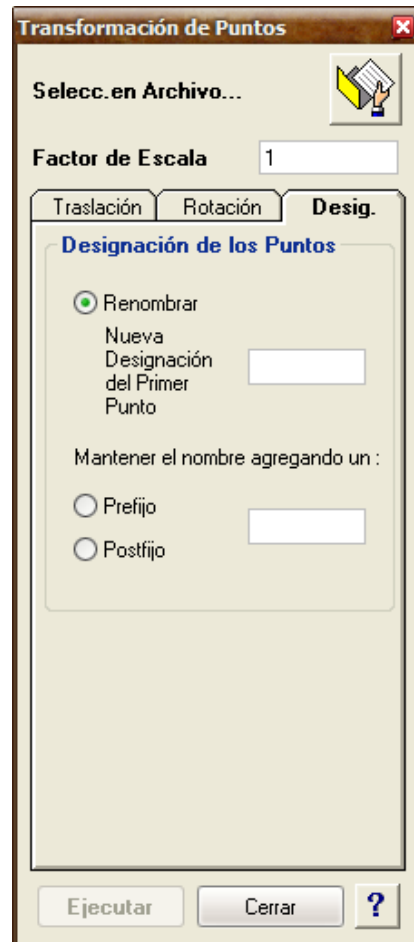 Transformación de Puntos
Selecc.en Archivo...
Factor de Escala 1
Traslación Rotación Desig.
Designación de los Puntos
Renombrar
Nueva
Designación
del Primer
Punto
Mantener el nombre agregando un :
Prefijo
Postfijo
Ejecutar Cerrar ?